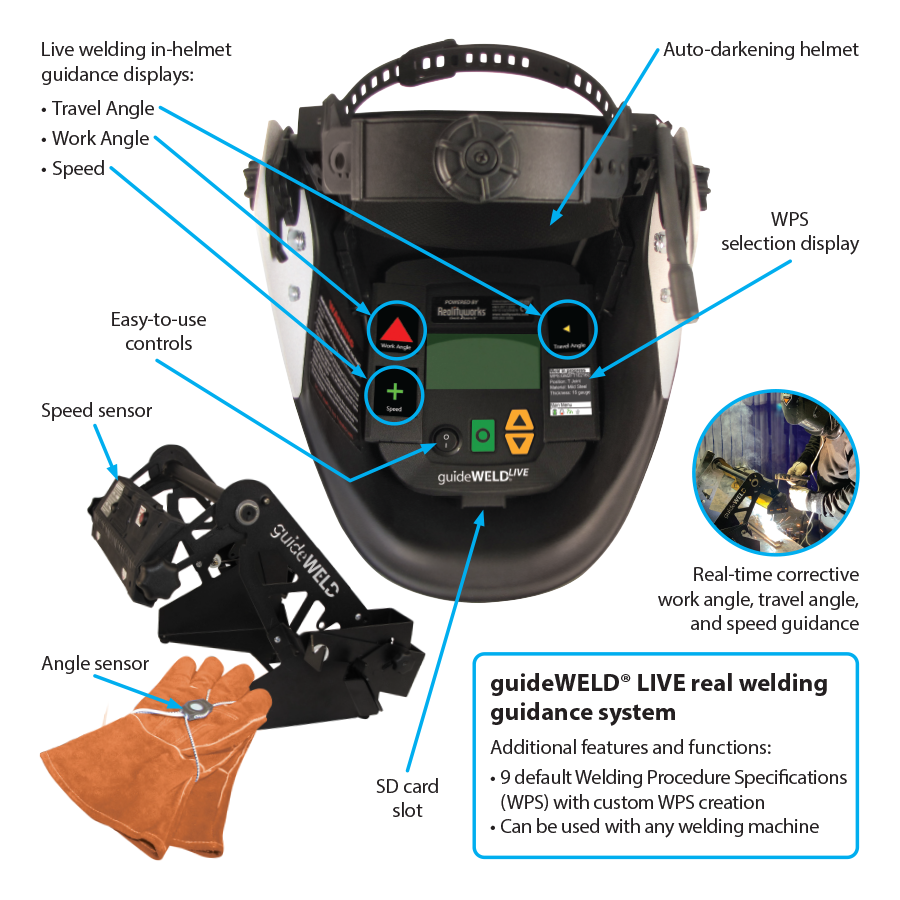 Live welding in-helmet
guidance displays:
• Travel Angle
• Work Angle
• Speed
Auto-darkening helmet
WPS
selection display
Easy-to-use
controls
Speed sensor
POWERED BY
Realityworks
Work Angle
Travel Angle
Speed
Main Menu
guideWELD LIVE
guideWELD
guideWELD
Real-time corrective
work angle, travel angle,
and speed guidance
Angle sensor
SD card
slot
guideWELD® LIVE real welding
guidance system
Additional features and functions:
• 9 default Welding Procedure Specifications
(WPS) with custom WPS creation
• Can be used with any welding machine